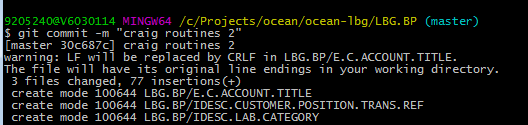 9205240@V6030114 MINGW64 /c/Projects/ocean/ocean-lbg/LBG.BP (master)
$ git commit -m "craig routines 2"
[master 30c687c] craig routines 2
warning: LF will be replaced by CRLF in LBG.BP/E.C.ACCOUNT.TITLE.
The file will have its original line endings in your working directory.
 3 files changed, 77 insertions(+)
 create mode 100644 LBG.BP/E.C.ACCOUNT.TITLE
 create mode 100644 LBG.BP/IDESC.CUSTOMER.POSITION.TRANS.REF
 create mode 100644 LBG.BP/IDESC.LAB.CATEGORY